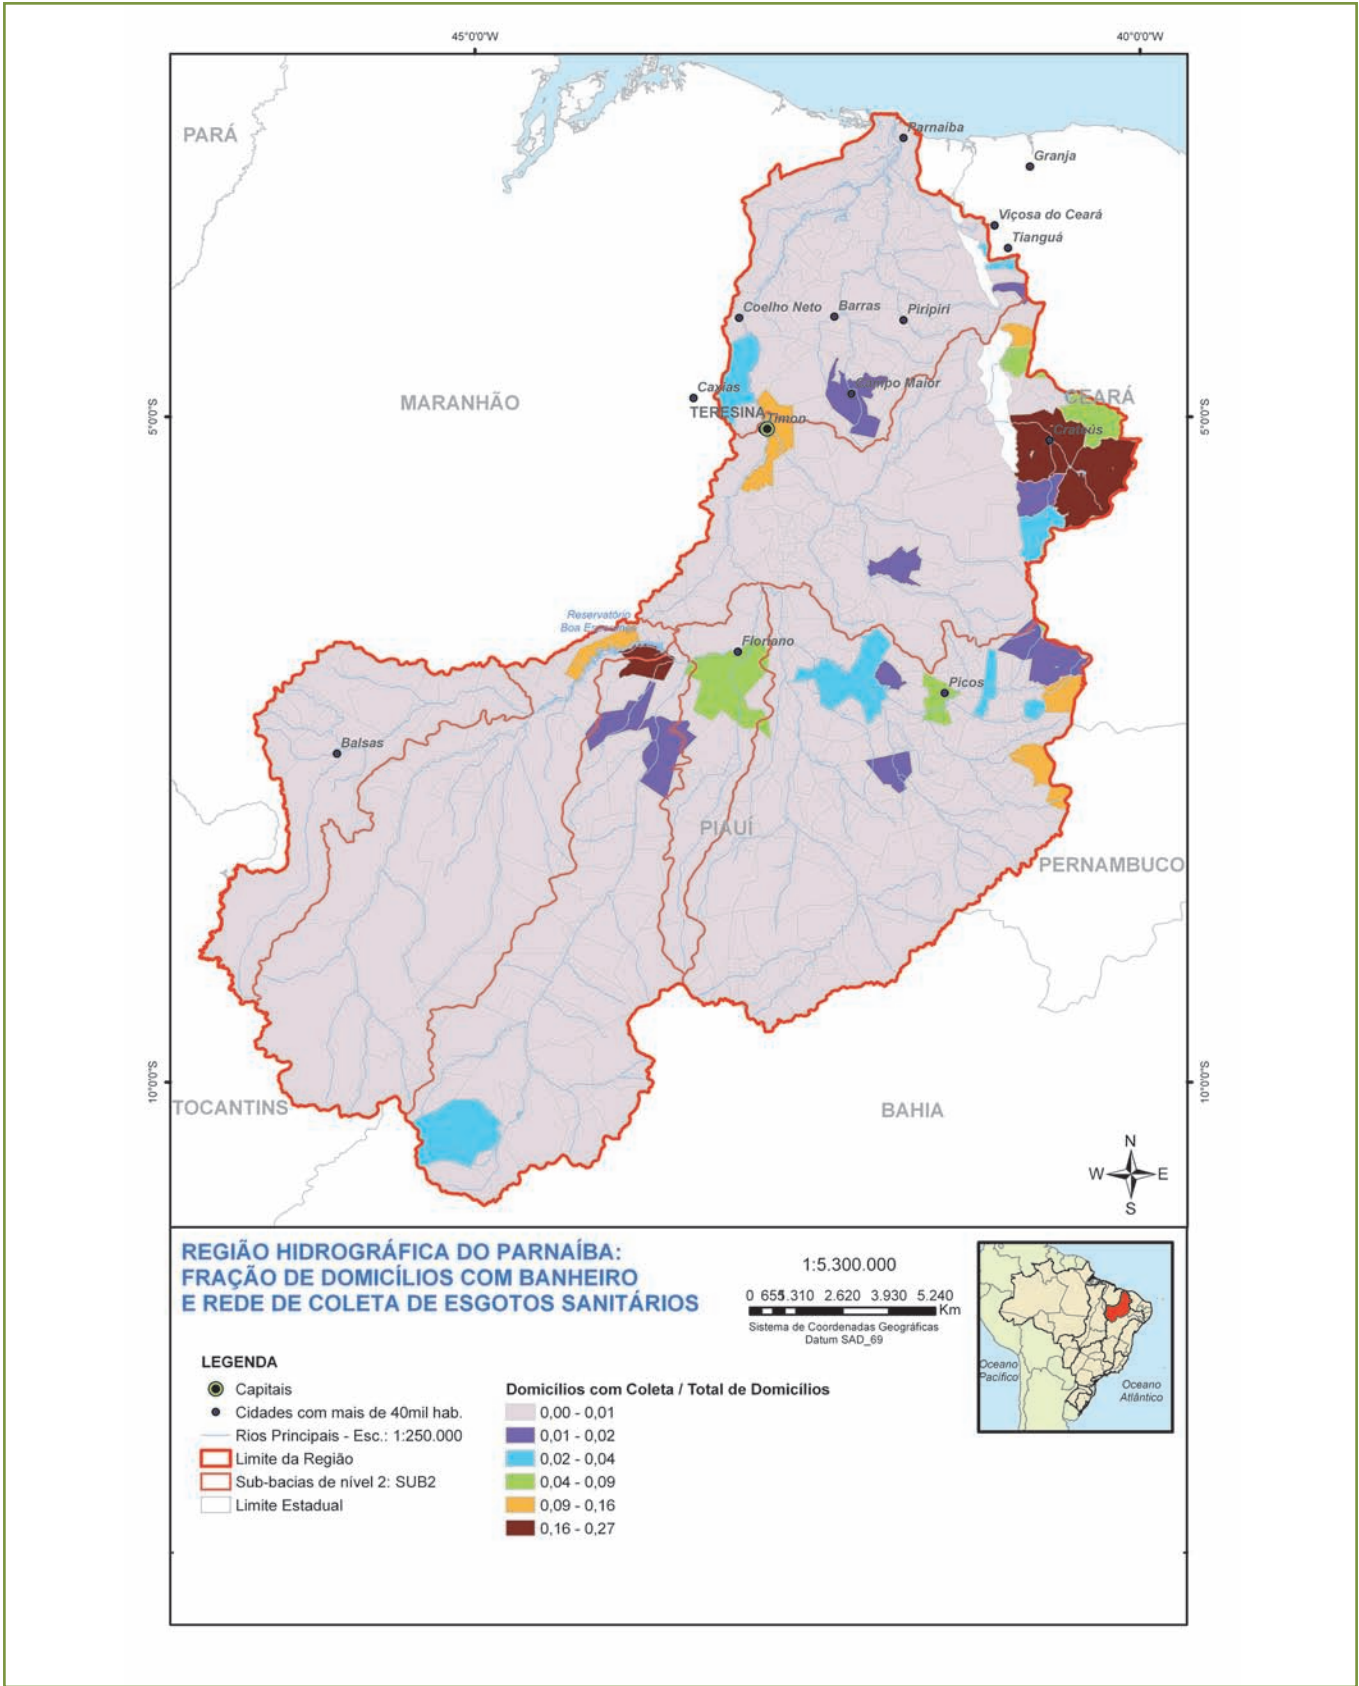 45°0'0"W
40°0'0"W
PARÁ
Parnaíba
Granja
Viçosa do Ceará
Tianguá
Coelho Neto
Barras
Piripiri
Caxias
Campo Maior
MARANHÃO
CEARÁ
TERESINA
Timon
5°0'0"S
5°0'0"S
Crateús
Reservatório
Floriano
Picos
Balsas
PIAUÍ
PERNAMBUCO
10°0'0"S
10°0'0"S
TOCANTINS
BAHIA
N
W
E
S
REGIÃO HIDROGRÁFICA DO PARNAÍBA:
FRAÇÃO DE DOMICÍLIOS COM BANHEIRO
E REDE DE COLETA DE ESGOTOS SANITÁRIOS
1:5.300.000
0 655 1.310 2.620 3.930 5.240
Km
Sistema de Coordenadas Geográficas
Datum SAD_69
Oceano
Pacífico
Oceano
Atlântico
LEGENDA
Capitais
Cidades com mais de 40mil hab.
Rios Principais - Esc.: 1:250.000
Limite da Região
Sub-bacias de nível 2: SUB2
Limite Estadual
Domicílios com Coleta / Total de Domicílios
0,00 - 0,01
0,01 - 0,02
0,02 - 0,04
0,04 - 0,09
0,09 - 0,16
0,16 - 0,27